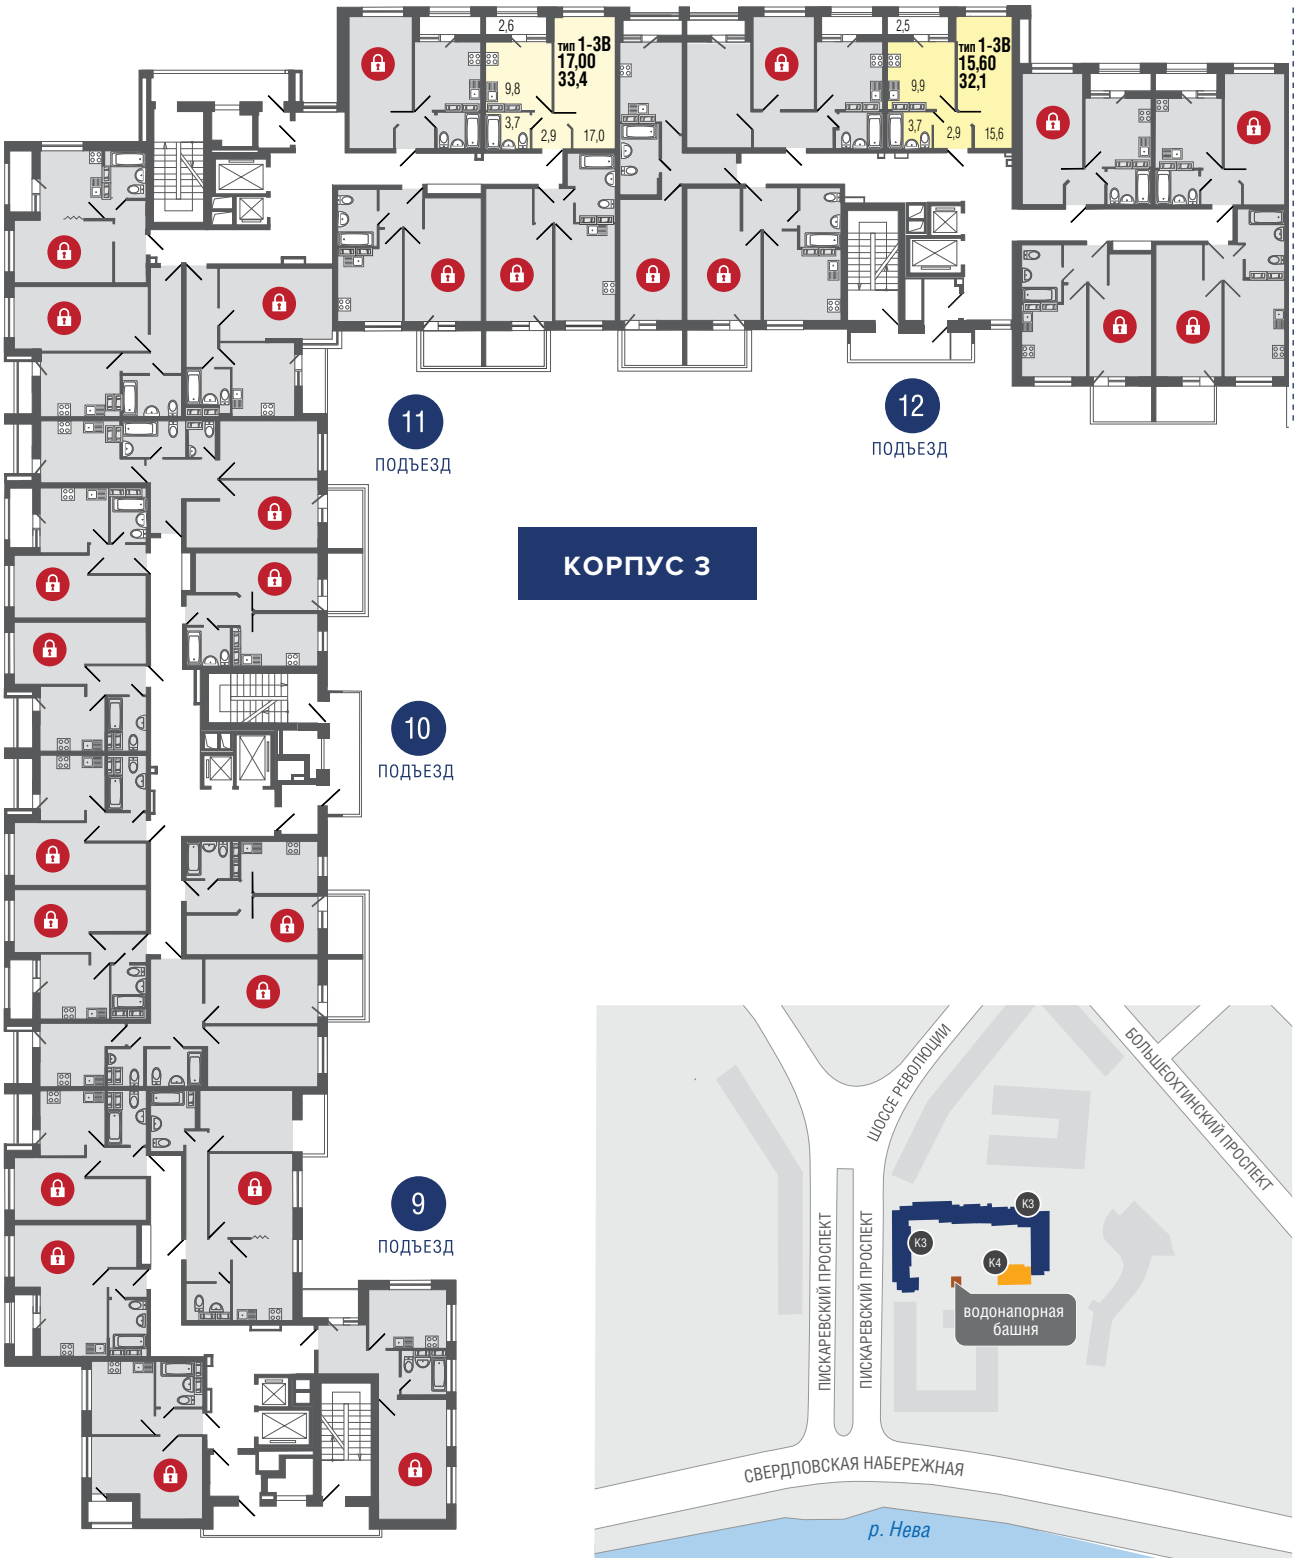 2,6
тип 1-3В
17,00
33,4
9,8
3,7
2,9
17,0
2,5
тип 1-3В
15,60
32,1
9,9
3,7
2,9
15,6
11
ПОДЪЕЗД
12
ПОДЪЕЗД
КОРПУС 3
10
ПОДЪЕЗД
9
ПОДЪЕЗД
ШОССЕ РЕВОЛЮЦИИ
БОЛЬШЕОХТИНСКИЙ ПРОСПЕКТ
ПИСКАРЕВСКИЙ ПРОСПЕКТ
ПИСКАРЕВСКИЙ ПРОСПЕКТ
К3
К3
К4
водонапорная
башня
СВЕРДЛОВСКАЯ НАБЕРЕЖНАЯ
р. Нева